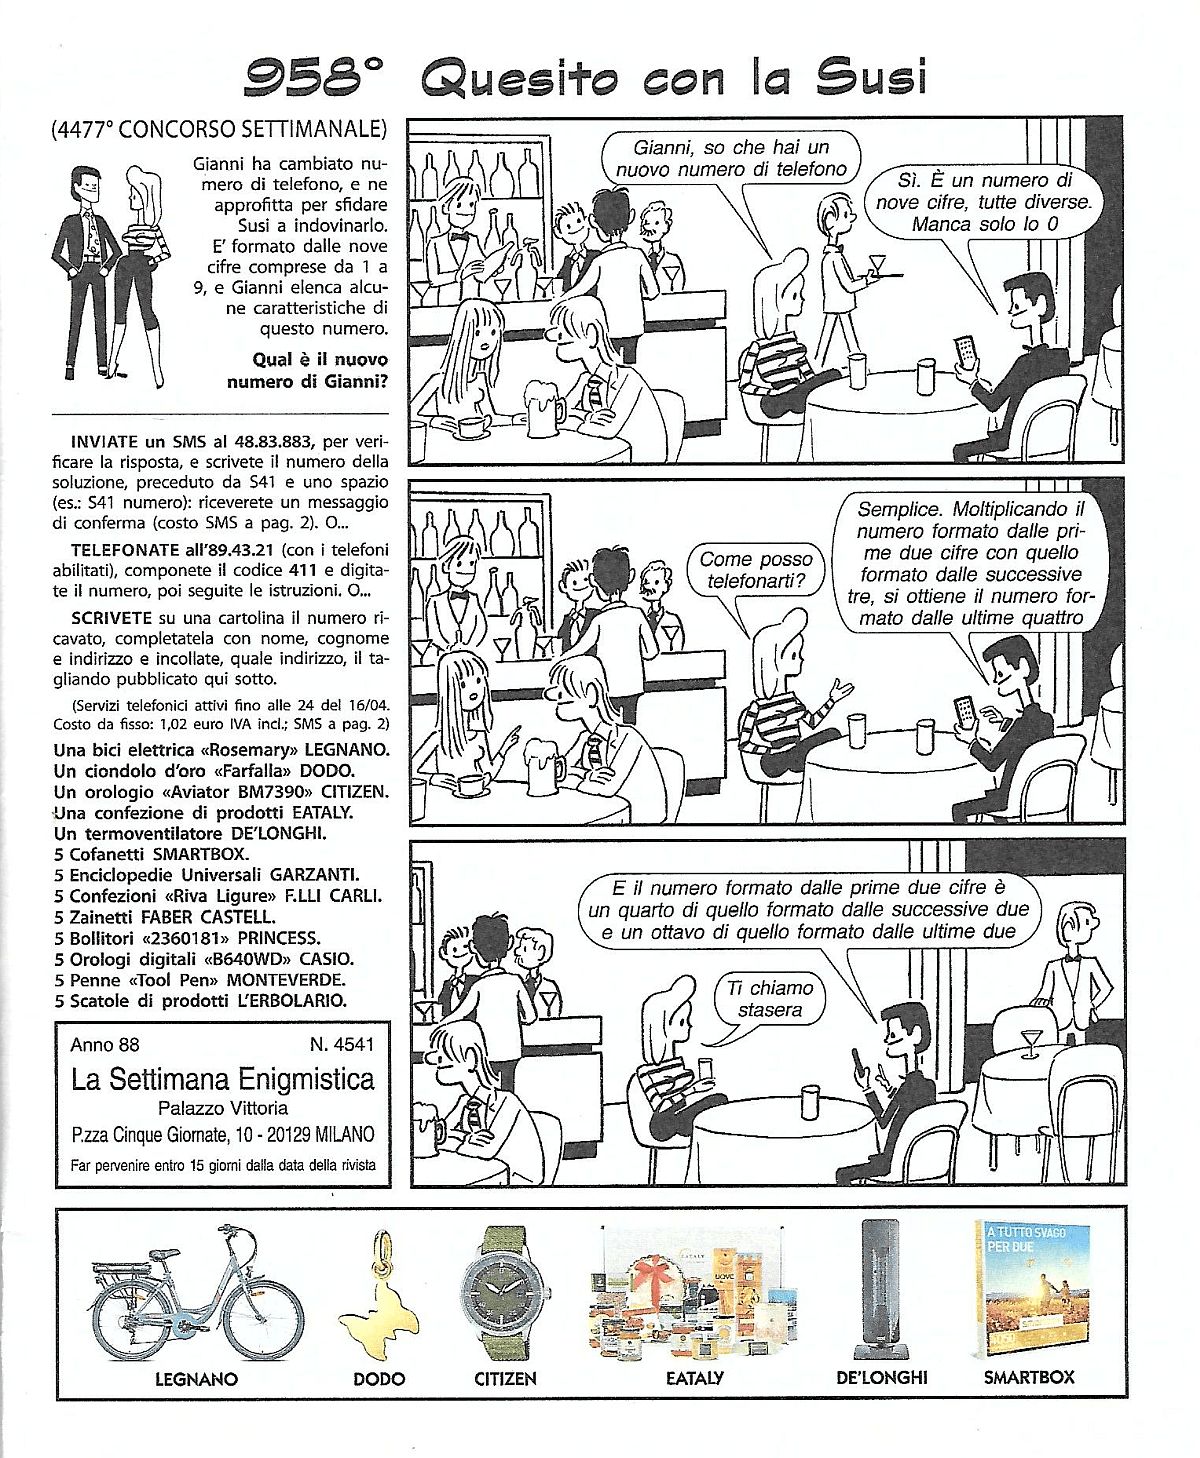 958° Quesito con la Susi
(4477° CONCORSO SETTIMANALE)
Gianni ha cambiato nu-
mero di telefono, e ne
approfitta per sfidare
Susi a indovinarlo.
E' formato dalle nove
cifre comprese da 1 a
9, e Gianni elenca alcu-
ne caratteristiche di
questo numero.
Qual è il nuovo
numero di Gianni?
INVIATE un SMS al 48.83.883, per veri-
ficare la risposta, e scrivete il numero della
soluzione, preceduto da S41 e uno spazio
(es.: S41 numero): riceverete un messaggio
di conferma (costo SMS a pag. 2). O...
TELEFONATE all'89.43.21 (con i telefoni
abilitati), componete il codice 411 e digita-
te il numero, poi seguite le istruzioni. O...
SCRIVETE su una cartolina il numero ri-
cavato, completatela con nome, cognome
e indirizzo e incollate, quale indirizzo, il ta-
gliando pubblicato qui sotto.
(Servizi telefonici attivi fino alle 24 del 16/04.
Costo da fisso: 1,02 euro IVA incl.; SMS a pag. 2)
Una bici elettrica «Rosemary» LEGNANO.
Un ciondolo d'oro «Farfalla» DODO.
Un orologio «Aviator BM7390» CITIZEN.
Una confezione di prodotti EATALY.
Un termoventilatore DE'LONGHI.
5 Cofanetti SMARTBOX.
5 Enciclopedie Universali GARZANTI.
5 Confezioni «Riva Ligure» F.LLI CARLI.
5 Zainetti FABER CASTELL.
5 Bollitori «2360181» PRINCESS.
5 Orologi digitali «B640WD» CASIO.
5 Penne «Tool Pen» MONTEVERDE.
5 Scatole di prodotti L'ERBOLARIO.
Anno 88 N. 4541
La Settimana Enigmistica
Palazzo Vittoria
P.zza Cinque Giornate, 10 - 20129 MILANO
Far pervenire entro 15 giorni dalla data della rivista
Gianni, so che hai un
nuovo numero di telefono
Sì. È un numero di
nove cifre, tutte diverse.
Manca solo lo 0
Come posso
telefonarti?
Semplice. Moltiplicando il
numero formato dalle pri-
me due cifre con quello
formato dalle successive
tre, si ottiene il numero for-
mato dalle ultime quattro
E il numero formato dalle prime due cifre è
un quarto di quello formato dalle successive due
e un ottavo di quello formato dalle ultime due
Ti chiamo
stasera
EATALY
A TUTTO SVAGO
PER DUE
LEGNANO
DODO
CITIZEN
EATALY
DE'LONGHI
SMARTBOX